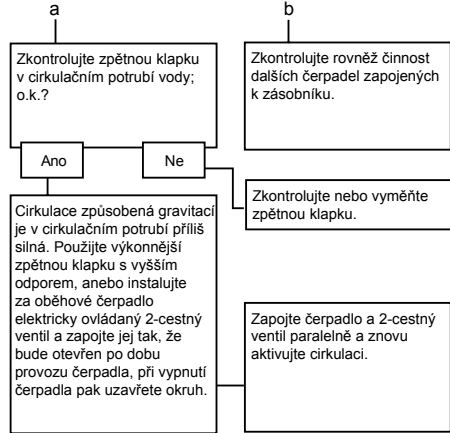 a
b
Zkontrolujte zpětnou klapku
v cirkulačním potrubí vody;
o.k.?
Zkontrolujte rovněž činnost
dalších čerpadel zapojených
k zásobníku.
Ano
Ne
Zkontrolujte nebo vyměňte
zpětnou klapku.
Cirkulace způsobená gravitací
je v cirkulačním potrubí příliš
silná. Použijte výkonnější
zpětnou klapku s vyšším
odporem, anebo instalujte
za oběhové čerpadlo
elektricky ovládaný 2-cestný
ventil a zapojte jej tak, že
bude otevřen po dobu
provozu čerpadla, při vypnutí
čerpadla pak uzavřete okruh.
Zapojte čerpadlo a 2-cestný
ventil paralelně a znovu
aktivujte cirkulaci.